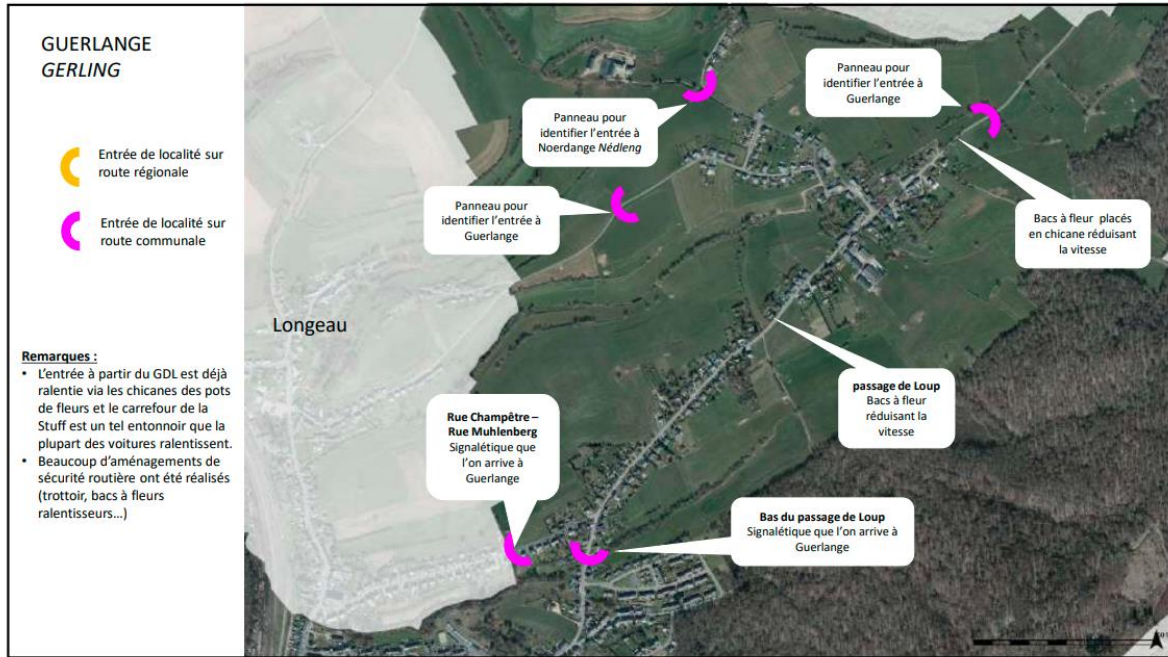 GUERLANGE
GERLING
Entrée de localité sur
route régionale
Entrée de localité sur
route communale
Remarques :
• L’entrée à partir du GDL est déjà
ralentie via les chicanes des pots
de fleurs et le carrefour de la
Stuff est un tel entonnoir que la
plupart des voitures ralentissent.
• Beaucoup d’aménagements de
sécurité routière ont été réalisés
(trottoir, bacs à fleurs
ralentisseurs…)
Panneau pour
identifier l’entrée à
Noerdange Nédleng
Panneau pour
identifier l’entrée à
Guerlange
Panneau pour
identifier l’entrée à
Guerlange
Bacs à fleur placés
en chicane réduisant
la vitesse
Longeau
passage de Loup
Bacs à fleur
réduisant la
vitesse
Rue Champêtre –
Rue Muhlenberg
Signalétique que
l’on arrive à
Guerlange
Bas du passage de Loup
Signalétique que l’on arrive à
Guerlange